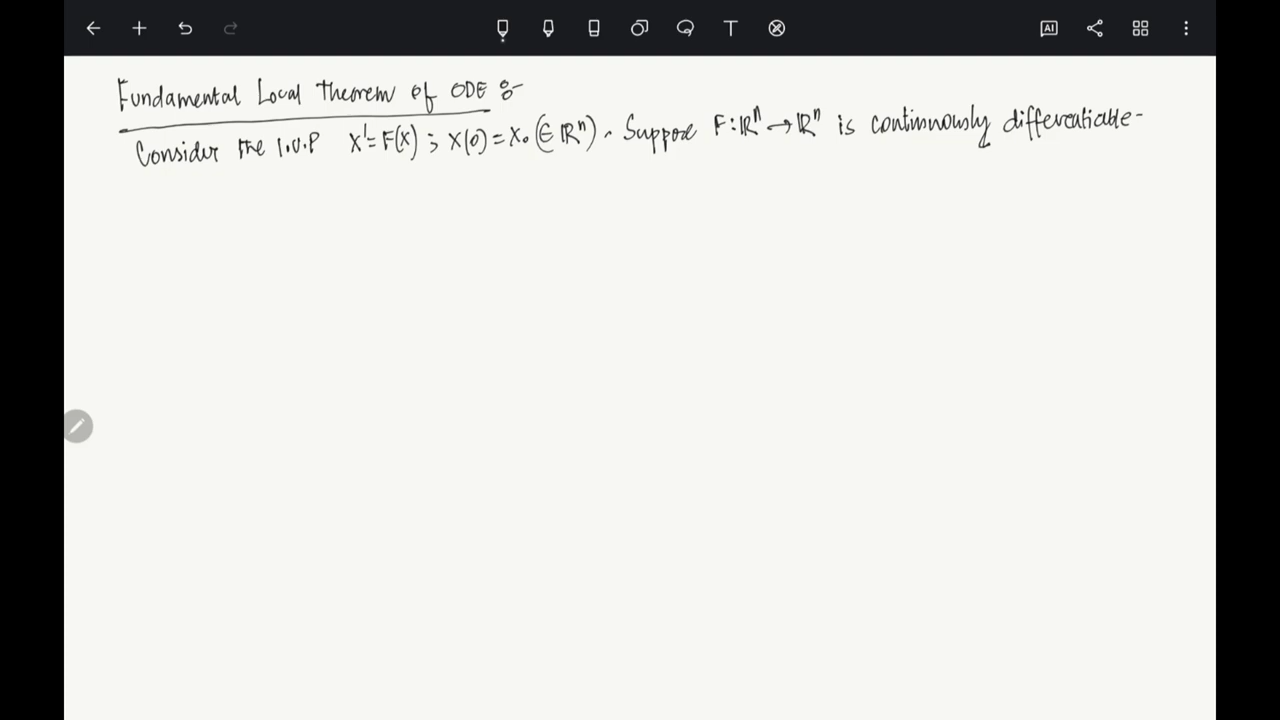 Fundamental Local Theorem of ODE :-
Consider the I.V.P X' = F(X) ; X(0) = X₀ (∈ ℝⁿ). Suppose F: ℝⁿ → ℝⁿ is continuously differentiable.